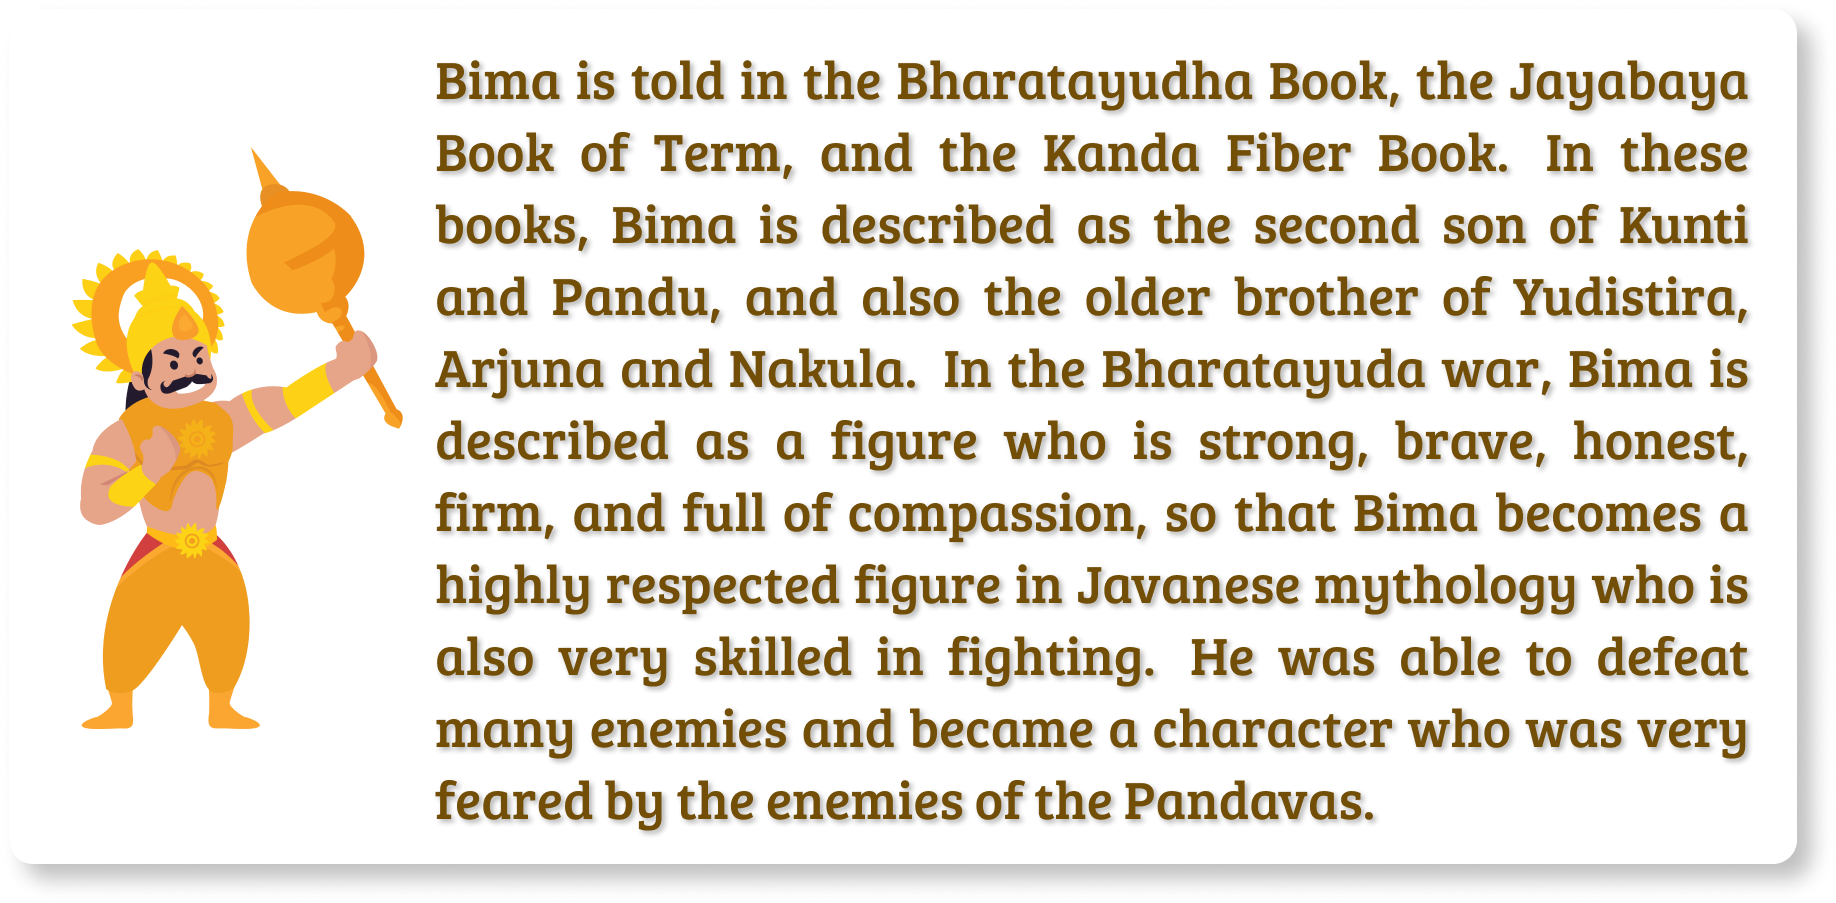 Bima is told in the Bharatayudha Book, the Jayabaya
Book of Term, and the Kanda Fiber Book. In these
books, Bima is described as the second son of Kunti
and Pandu, and also the older brother of Yudistira,
Arjuna and Nakula. In the Bharatayuda war, Bima is
described as a figure who is strong, brave, honest,
firm, and full of compassion, so that Bima becomes a
highly respected figure in Javanese mythology who is
also very skilled in fighting. He was able to defeat
many enemies and became a character who was very
feared by the enemies of the Pandavas.